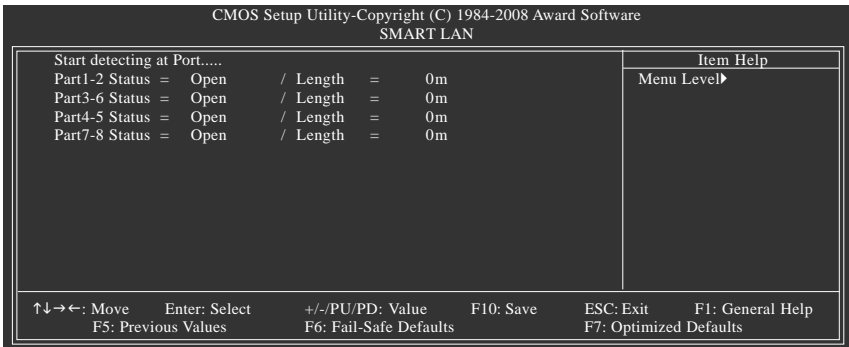 CMOS Setup Utility-Copyright (C) 1984-2008 Award Software
SMART LAN
Start detecting at Port.....
Part1-2 Status = Open / Length = 0m
Part3-6 Status = Open / Length = 0m
Part4-5 Status = Open / Length = 0m
Part7-8 Status = Open / Length = 0m
Item Help
Menu Level▶
↑↓→←: Move Enter: Select +/-/PU/PD: Value F10: Save ESC: Exit F1: General Help
F5: Previous Values F6: Fail-Safe Defaults F7: Optimized Defaults